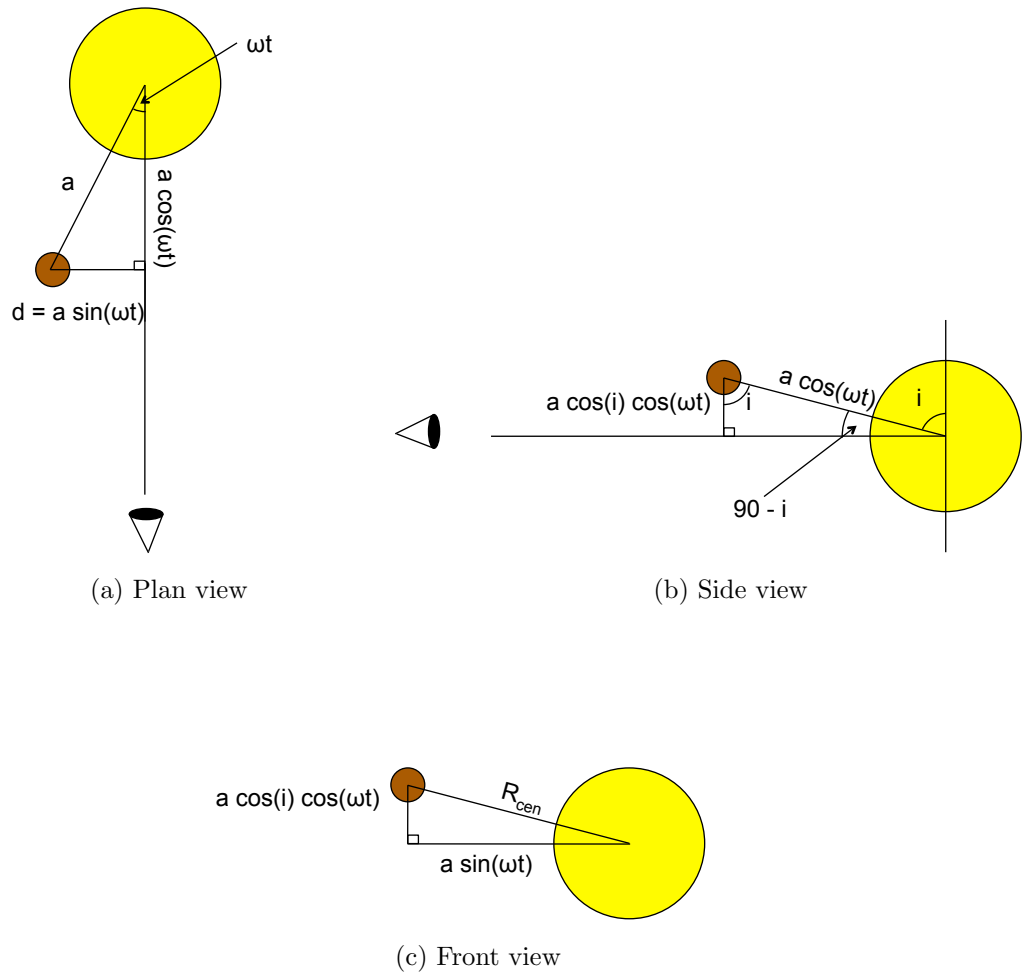 ωt
a
a cos(ωt)
d = a sin(ωt)
(a) Plan view
a cos(ωt)
i
a cos(i) cos(ωt)
i
90 - i
(b) Side view
a cos(i) cos(ωt)
R_cen
a sin(ωt)
(c) Front view